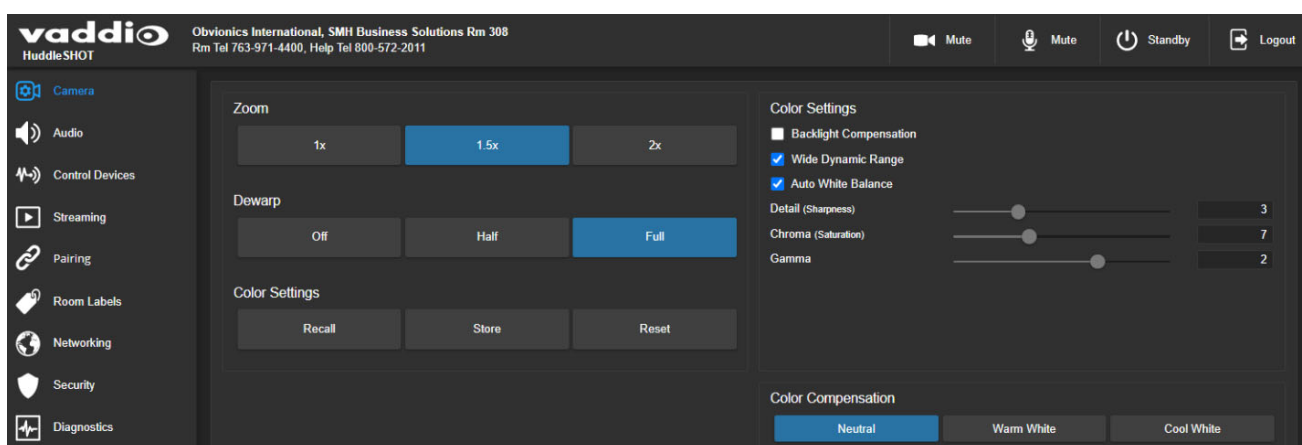 vaddio
HuddleSHOT
Obvionics International, SMH Business Solutions Rm 308
Rm Tel 763-971-4400, Help Tel 800-572-2011
Mute
Mute
Standby
Logout
Camera
Audio
Control Devices
Streaming
Pairing
Room Labels
Networking
Security
Diagnostics
Zoom
1x 1.5x 2x
Dewarp
Off Half Full
Color Settings
Recall Store Reset
Color Settings
Backlight Compensation
Wide Dynamic Range
Auto White Balance
Detail (Sharpness) 3
Chroma (Saturation) 7
Gamma 2
Color Compensation
Neutral Warm White Cool White